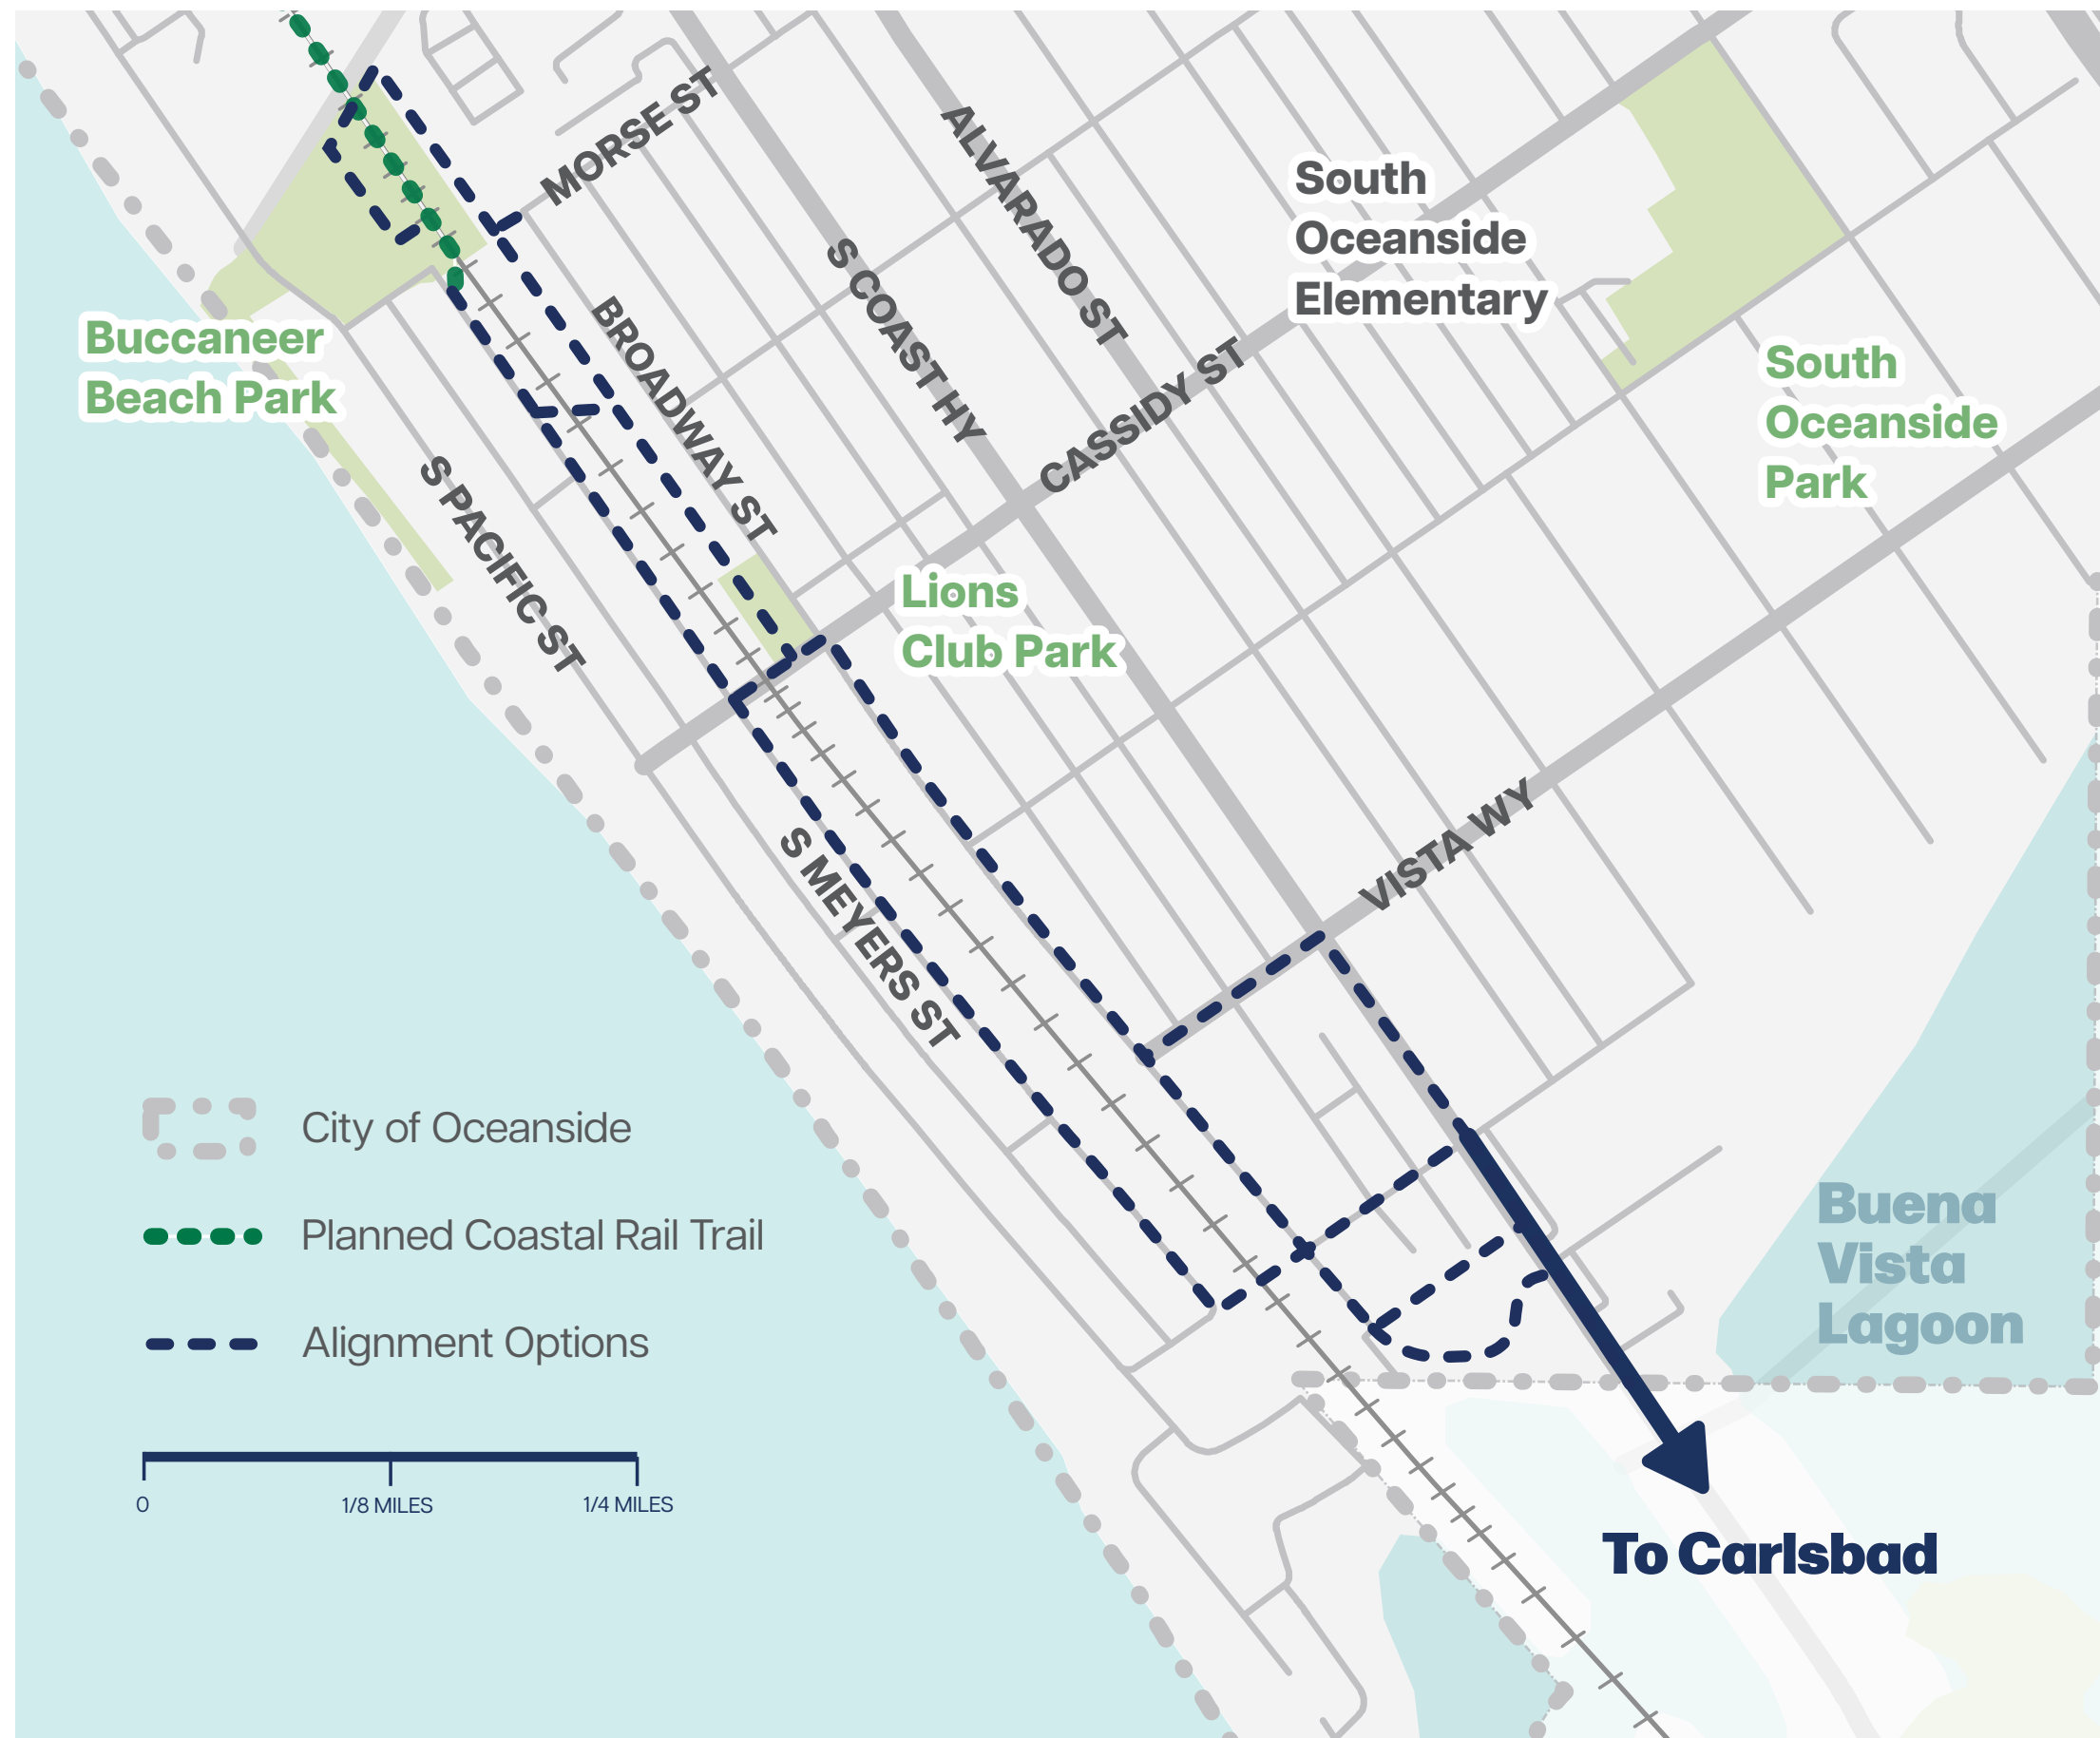 MORSE ST
ALVARADO ST
South
Oceanside
Elementary
S COAST HY
BROADWAY ST
Buccaneer
Beach Park
CASSIDY ST
South
Oceanside
Park
S PACIFIC ST
Lions
Club Park
VISTA WY
S MEYERS ST
City of Oceanside
Planned Coastal Rail Trail
Alignment Options
Buena
Vista
Lagoon
0
1/8 MILES
1/4 MILES
To Carlsbad